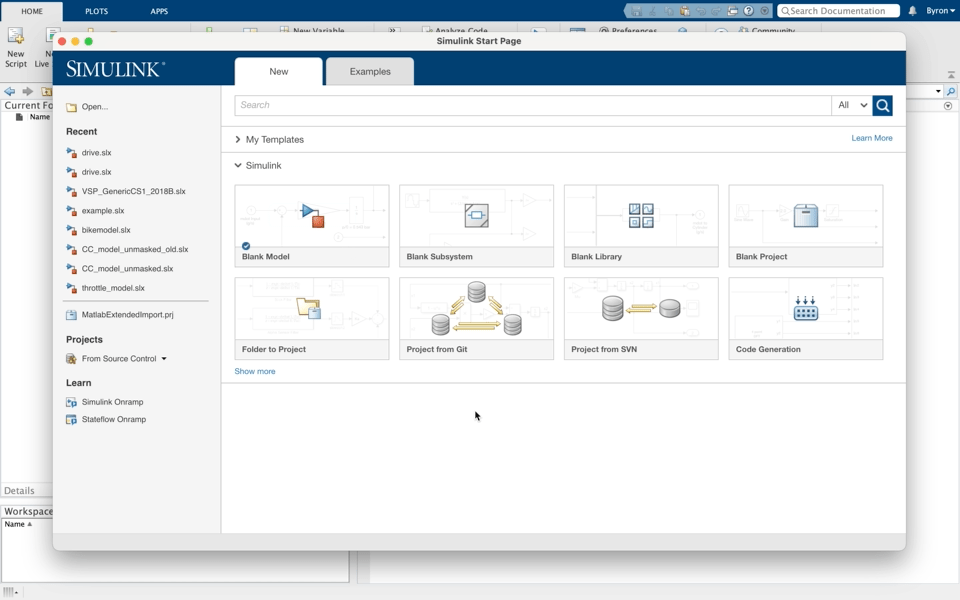 HOME PLOTS APPS
Search Documentation
Byron
New Variable
Analyze Code
Preferences
Community
New
Script
Live
Simulink Start Page
SIMULINK®
New
Examples
Current Fo
Name
Open...
Recent
drive.slx
drive.slx
VSP_GenericCS1_2018B.slx
example.slx
bikemodel.slx
CC_model_unmasked_old.slx
CC_model_unmasked.slx
throttle_model.slx
MatlabExtendedImport.prj
Projects
From Source Control
Learn
Simulink Onramp
Stateflow Onramp
Search
All
My Templates
Learn More
Simulink
Blank Model
Blank Subsystem
Blank Library
Blank Project
Folder to Project
Project from Git
Project from SVN
Code Generation
Show more
Details
Workspace
Name